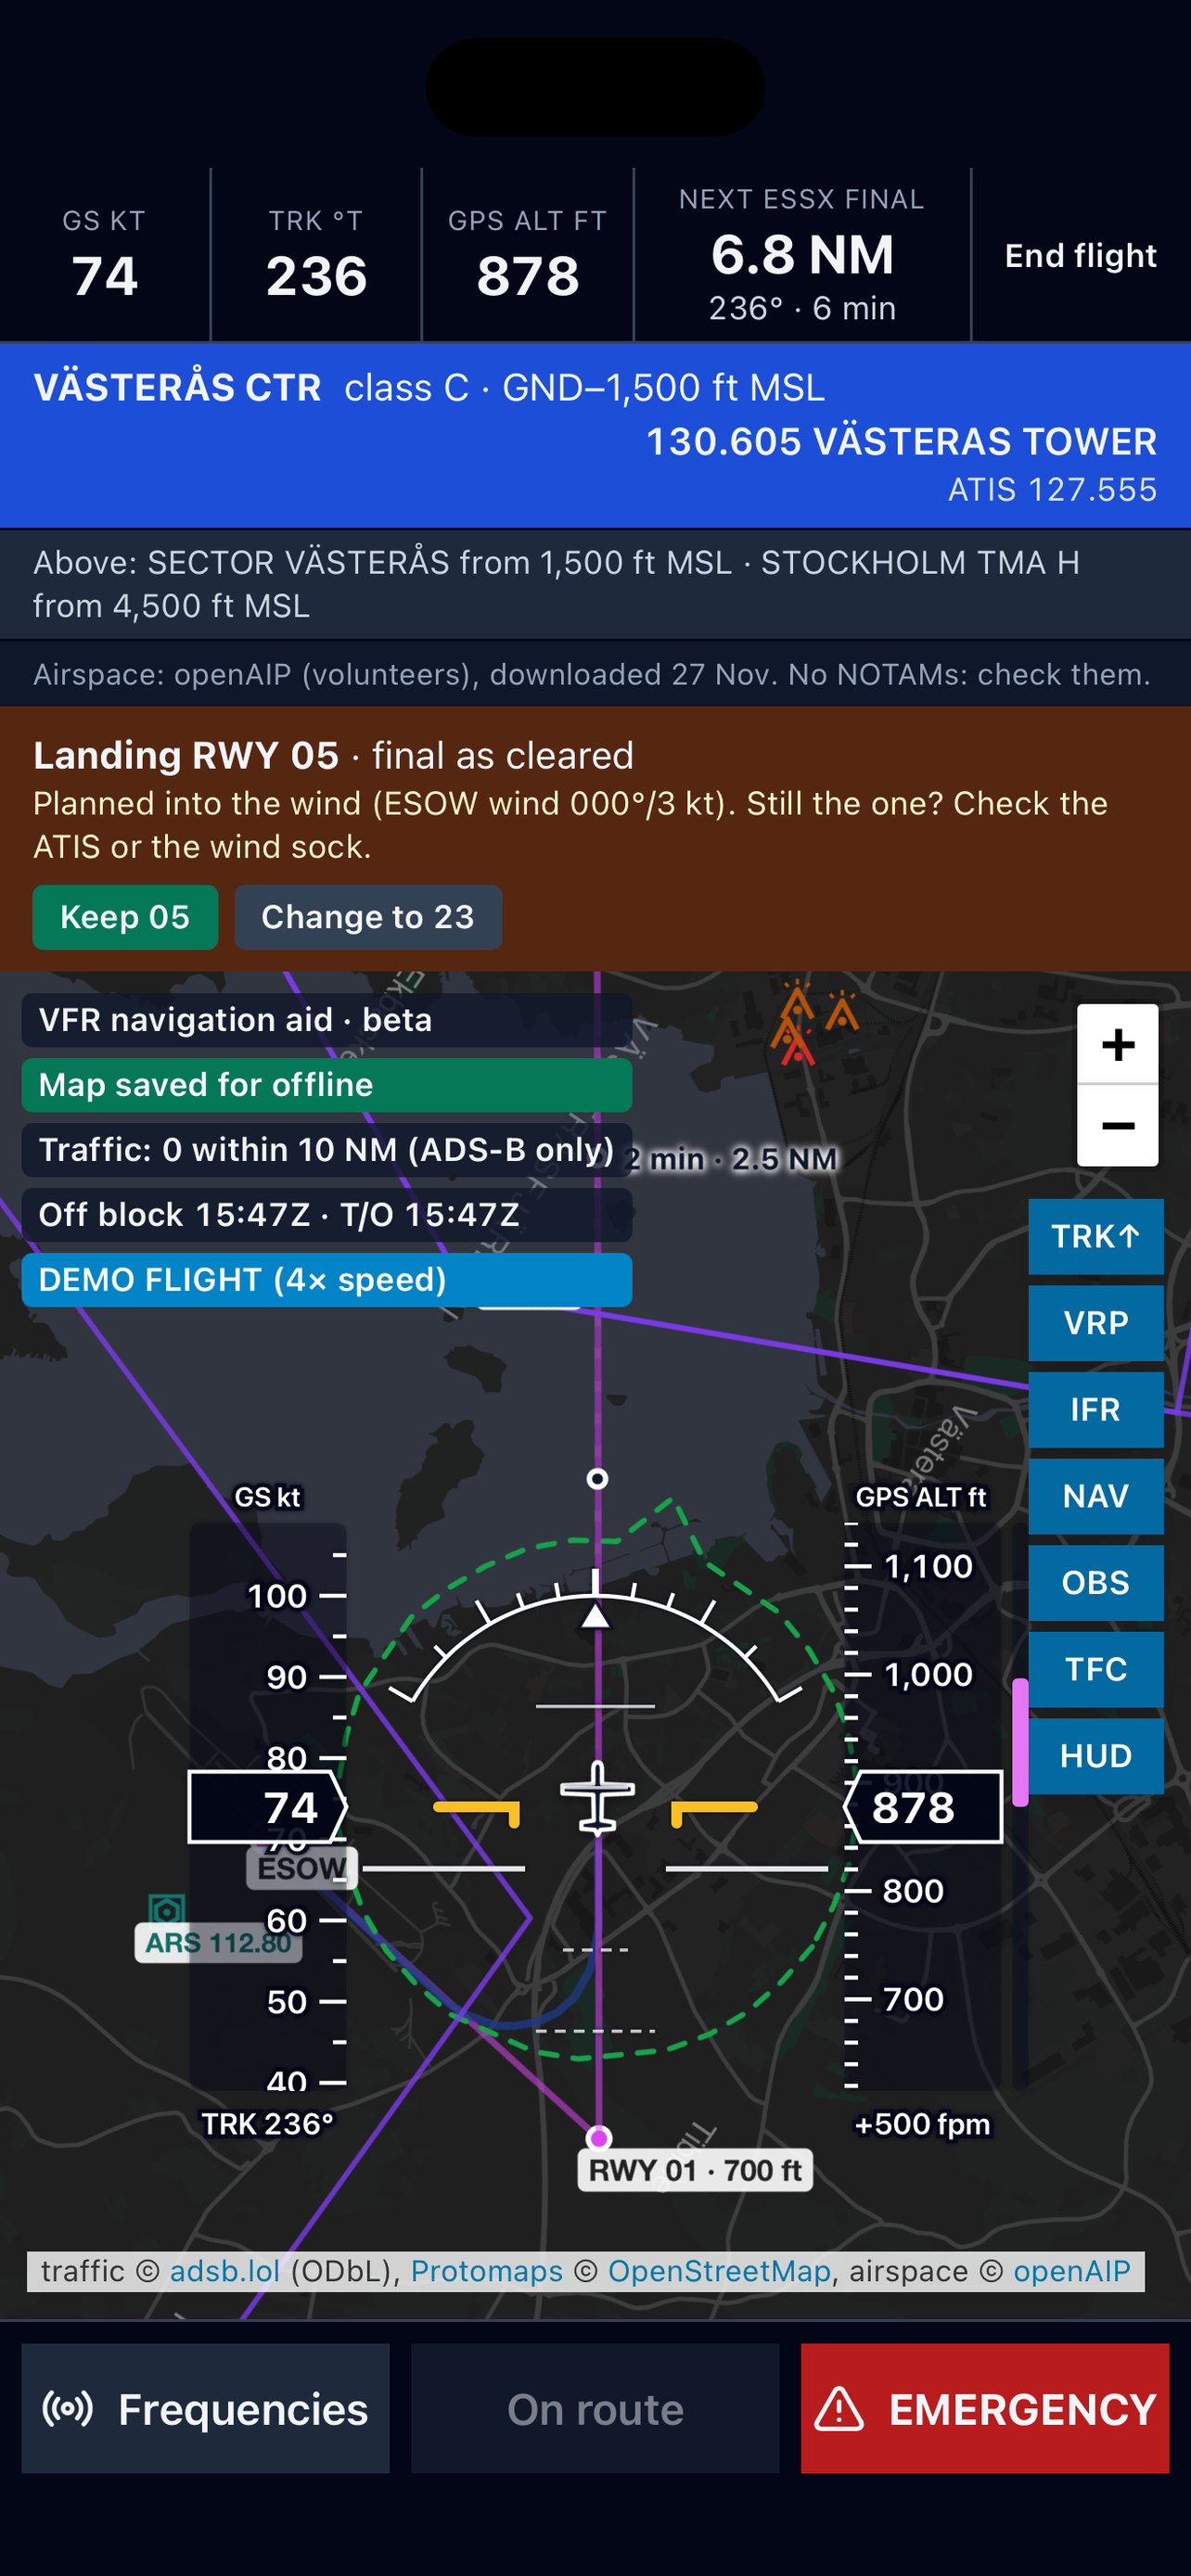 GS KT
74
TRK °T
236
GPS ALT FT
878
NEXT ESSX FINAL
6.8 NM
236° · 6 min
End flight
VÄSTERÅS CTR class C · GND–1,500 ft MSL
130.605 VÄSTERAS TOWER
ATIS 127.555
Above: SECTOR VÄSTERÅS from 1,500 ft MSL · STOCKHOLM TMA H
from 4,500 ft MSL
Airspace: openAIP (volunteers), downloaded 27 Nov. No NOTAMs: check them.
Landing RWY 05 · final as cleared
Planned into the wind (ESOW wind 000°/3 kt). Still the one? Check the
ATIS or the wind sock.
Keep 05
Change to 23
VFR navigation aid · beta
Map saved for offline
Traffic: 0 within 10 NM (ADS-B only)
2 min · 2.5 NM
Off block 15:47Z · T/O 15:47Z
DEMO FLIGHT (4× speed)
+
−
TRK↑
VRP
IFR
NAV
OBS
TFC
HUD
GS kt
100
90
80
74
70
60
50
40
TRK 236°
GPS ALT ft
1,100
1,000
900
878
800
700
+500 fpm
ESOW
ARS 112.80
RWY 01 · 700 ft
traffic © adsb.lol (ODbL), Protomaps © OpenStreetMap, airspace © openAIP
Frequencies
On route
EMERGENCY